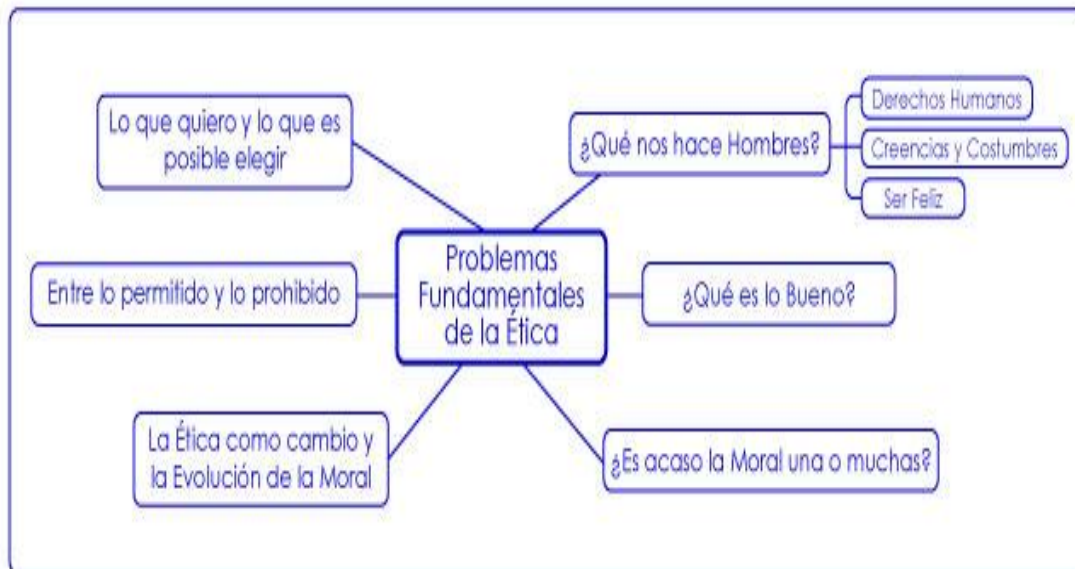 Lo que quiero y lo que es
posible elegir
¿Qué nos hace Hombres?
Derechos Humanos
Creencias y Costumbres
Ser Feliz
Entre lo permitido y lo prohibido
Problemas
Fundamentales
de la Ética
¿Qué es lo Bueno?
La Ética como cambio y
la Evolución de la Moral
¿Es acaso la Moral una o muchas?